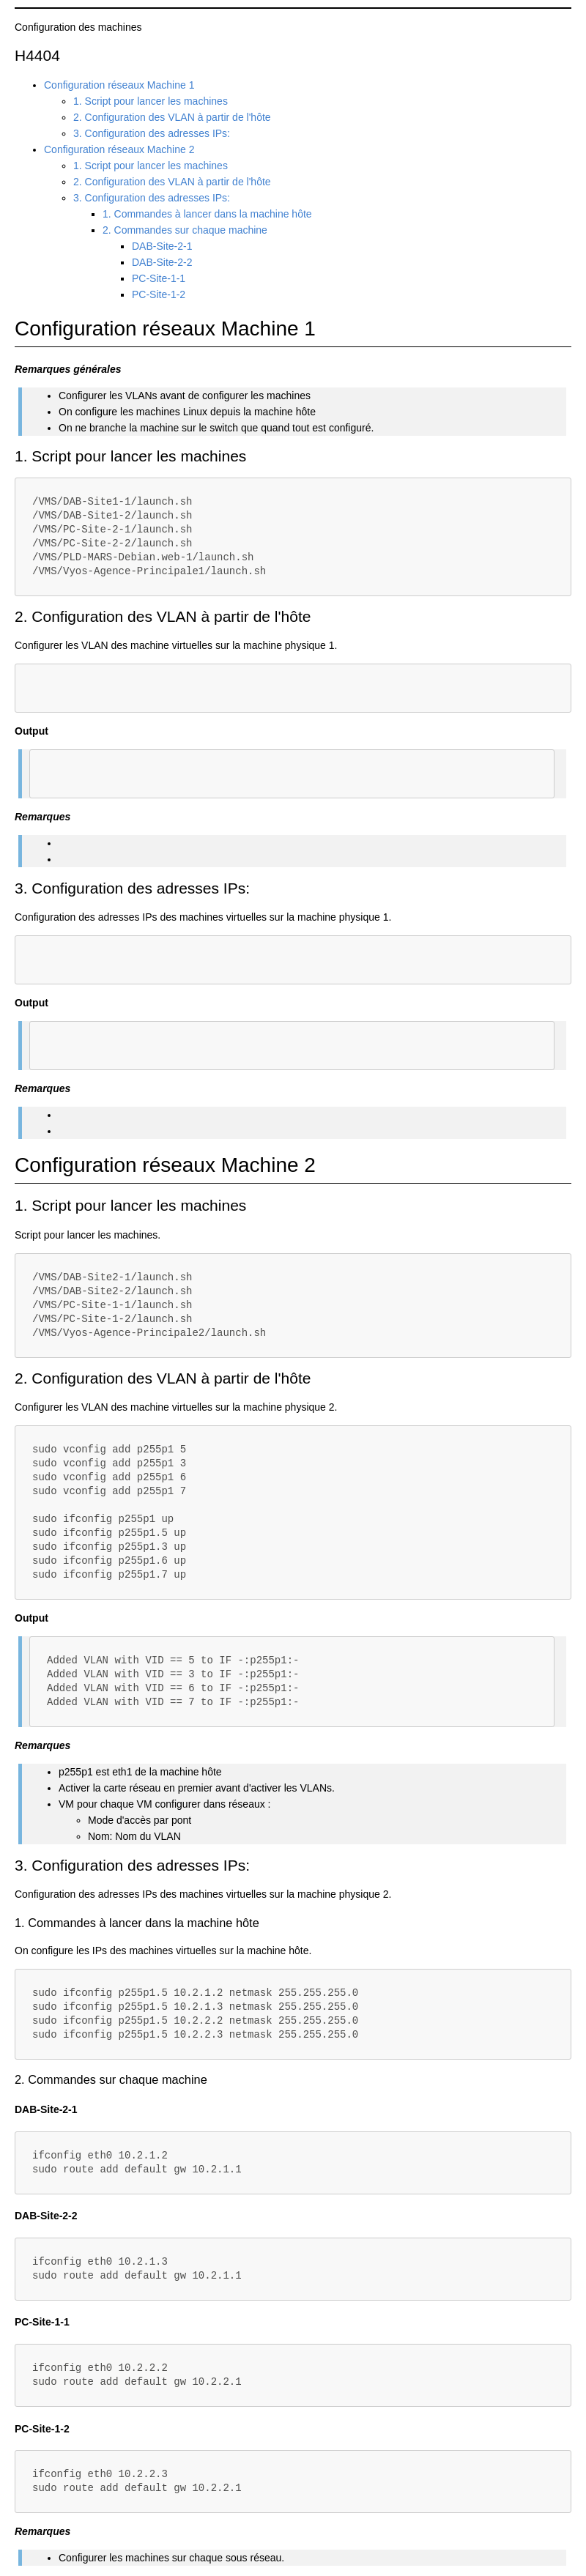 Configuration des machines
H4404
Configuration réseaux Machine 1
1. Script pour lancer les machines
2. Configuration des VLAN à partir de l'hôte
3. Configuration des adresses IPs:
Configuration réseaux Machine 2
1. Script pour lancer les machines
2. Configuration des VLAN à partir de l'hôte
3. Configuration des adresses IPs:
1. Commandes à lancer dans la machine hôte
2. Commandes sur chaque machine
DAB-Site-2-1
DAB-Site-2-2
PC-Site-1-1
PC-Site-1-2
Configuration réseaux Machine 1
Remarques générales
Configurer les VLANs avant de configurer les machines
On configure les machines Linux depuis la machine hôte
On ne branche la machine sur le switch que quand tout est configuré.
1. Script pour lancer les machines
/VMS/DAB-Site1-1/launch.sh
/VMS/DAB-Site1-2/launch.sh
/VMS/PC-Site-2-1/launch.sh
/VMS/PC-Site-2-2/launch.sh
/VMS/PLD-MARS-Debian.web-1/launch.sh
/VMS/Vyos-Agence-Principale1/launch.sh
2. Configuration des VLAN à partir de l'hôte
Configurer les VLAN des machine virtuelles sur la machine physique 1.
Output
Remarques
3. Configuration des adresses IPs:
Configuration des adresses IPs des machines virtuelles sur la machine physique 1.
Output
Remarques
Configuration réseaux Machine 2
1. Script pour lancer les machines
Script pour lancer les machines.
/VMS/DAB-Site2-1/launch.sh
/VMS/DAB-Site2-2/launch.sh
/VMS/PC-Site-1-1/launch.sh
/VMS/PC-Site-1-2/launch.sh
/VMS/Vyos-Agence-Principale2/launch.sh
2. Configuration des VLAN à partir de l'hôte
Configurer les VLAN des machine virtuelles sur la machine physique 2.
sudo vconfig add p255p1 5
sudo vconfig add p255p1 3
sudo vconfig add p255p1 6
sudo vconfig add p255p1 7
sudo ifconfig p255p1 up
sudo ifconfig p255p1.5 up
sudo ifconfig p255p1.3 up
sudo ifconfig p255p1.6 up
sudo ifconfig p255p1.7 up
Output
Added VLAN with VID == 5 to IF -:p255p1:-
Added VLAN with VID == 3 to IF -:p255p1:-
Added VLAN with VID == 6 to IF -:p255p1:-
Added VLAN with VID == 7 to IF -:p255p1:-
Remarques
p255p1 est eth1 de la machine hôte
Activer la carte réseau en premier avant d'activer les VLANs.
VM pour chaque VM configurer dans réseaux :
Mode d'accès par pont
Nom: Nom du VLAN
3. Configuration des adresses IPs:
Configuration des adresses IPs des machines virtuelles sur la machine physique 2.
1. Commandes à lancer dans la machine hôte
On configure les IPs des machines virtuelles sur la machine hôte.
sudo ifconfig p255p1.5 10.2.1.2 netmask 255.255.255.0
sudo ifconfig p255p1.5 10.2.1.3 netmask 255.255.255.0
sudo ifconfig p255p1.5 10.2.2.2 netmask 255.255.255.0
sudo ifconfig p255p1.5 10.2.2.3 netmask 255.255.255.0
2. Commandes sur chaque machine
DAB-Site-2-1
ifconfig eth0 10.2.1.2
sudo route add default gw 10.2.1.1
DAB-Site-2-2
ifconfig eth0 10.2.1.3
sudo route add default gw 10.2.1.1
PC-Site-1-1
ifconfig eth0 10.2.2.2
sudo route add default gw 10.2.2.1
PC-Site-1-2
ifconfig eth0 10.2.2.3
sudo route add default gw 10.2.2.1
Remarques
Configurer les machines sur chaque sous réseau.